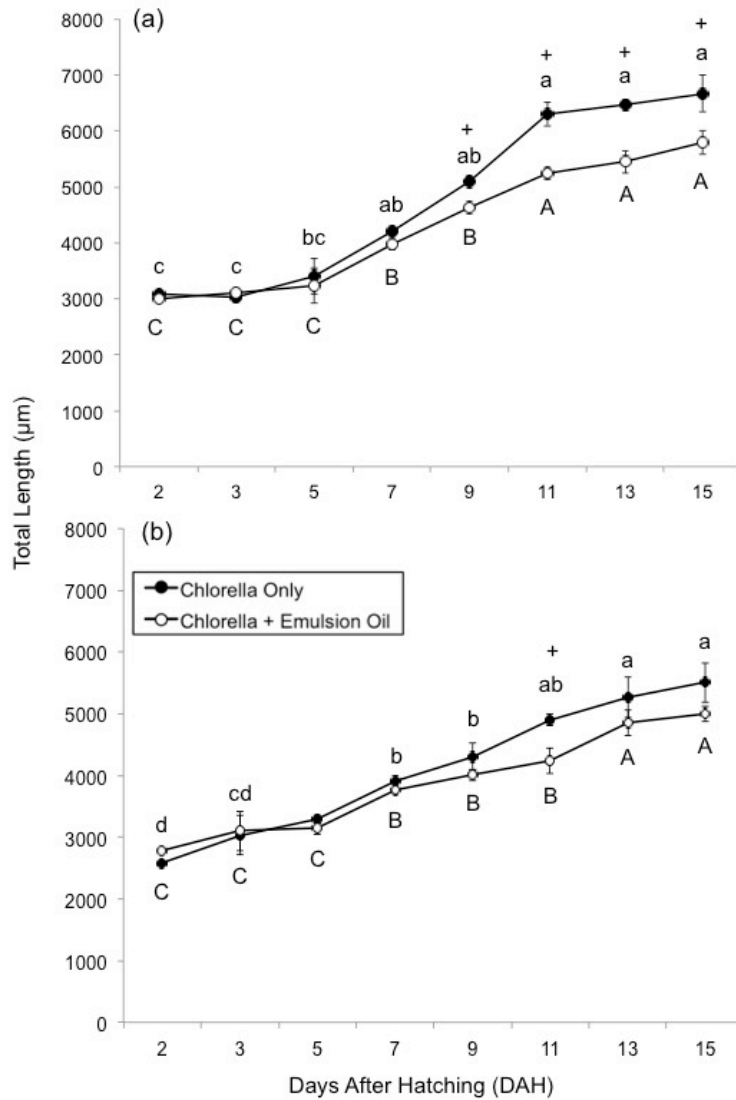 (a)
8000
7000
6000
5000
4000
3000
2000
1000
0
+ + +
+ a a a
ab
ab
bc
c c
C C C
B B
A A A
2 3 5 7 9 11 13 15
Total Length (µm)
(b)
8000
7000
6000
5000
4000
3000
2000
1000
0
Chlorella Only
Chlorella + Emulsion Oil
+
a a
ab
b b
cd
d
C C C
B B B
A A
2 3 5 7 9 11 13 15
Days After Hatching (DAH)